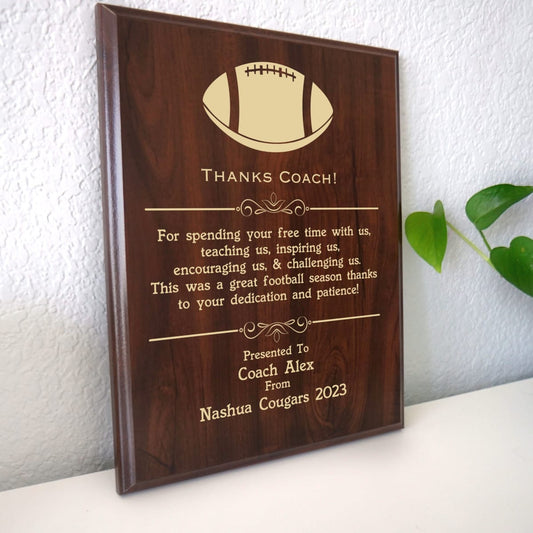 THANKS COACH!
For spending your free time with us,
teaching us, inspiring us,
encouraging us, & challenging us.
This was a great football season thanks
to your dedication and patience!
Presented To
Coach Alex
From
Nashua Cougars 2023